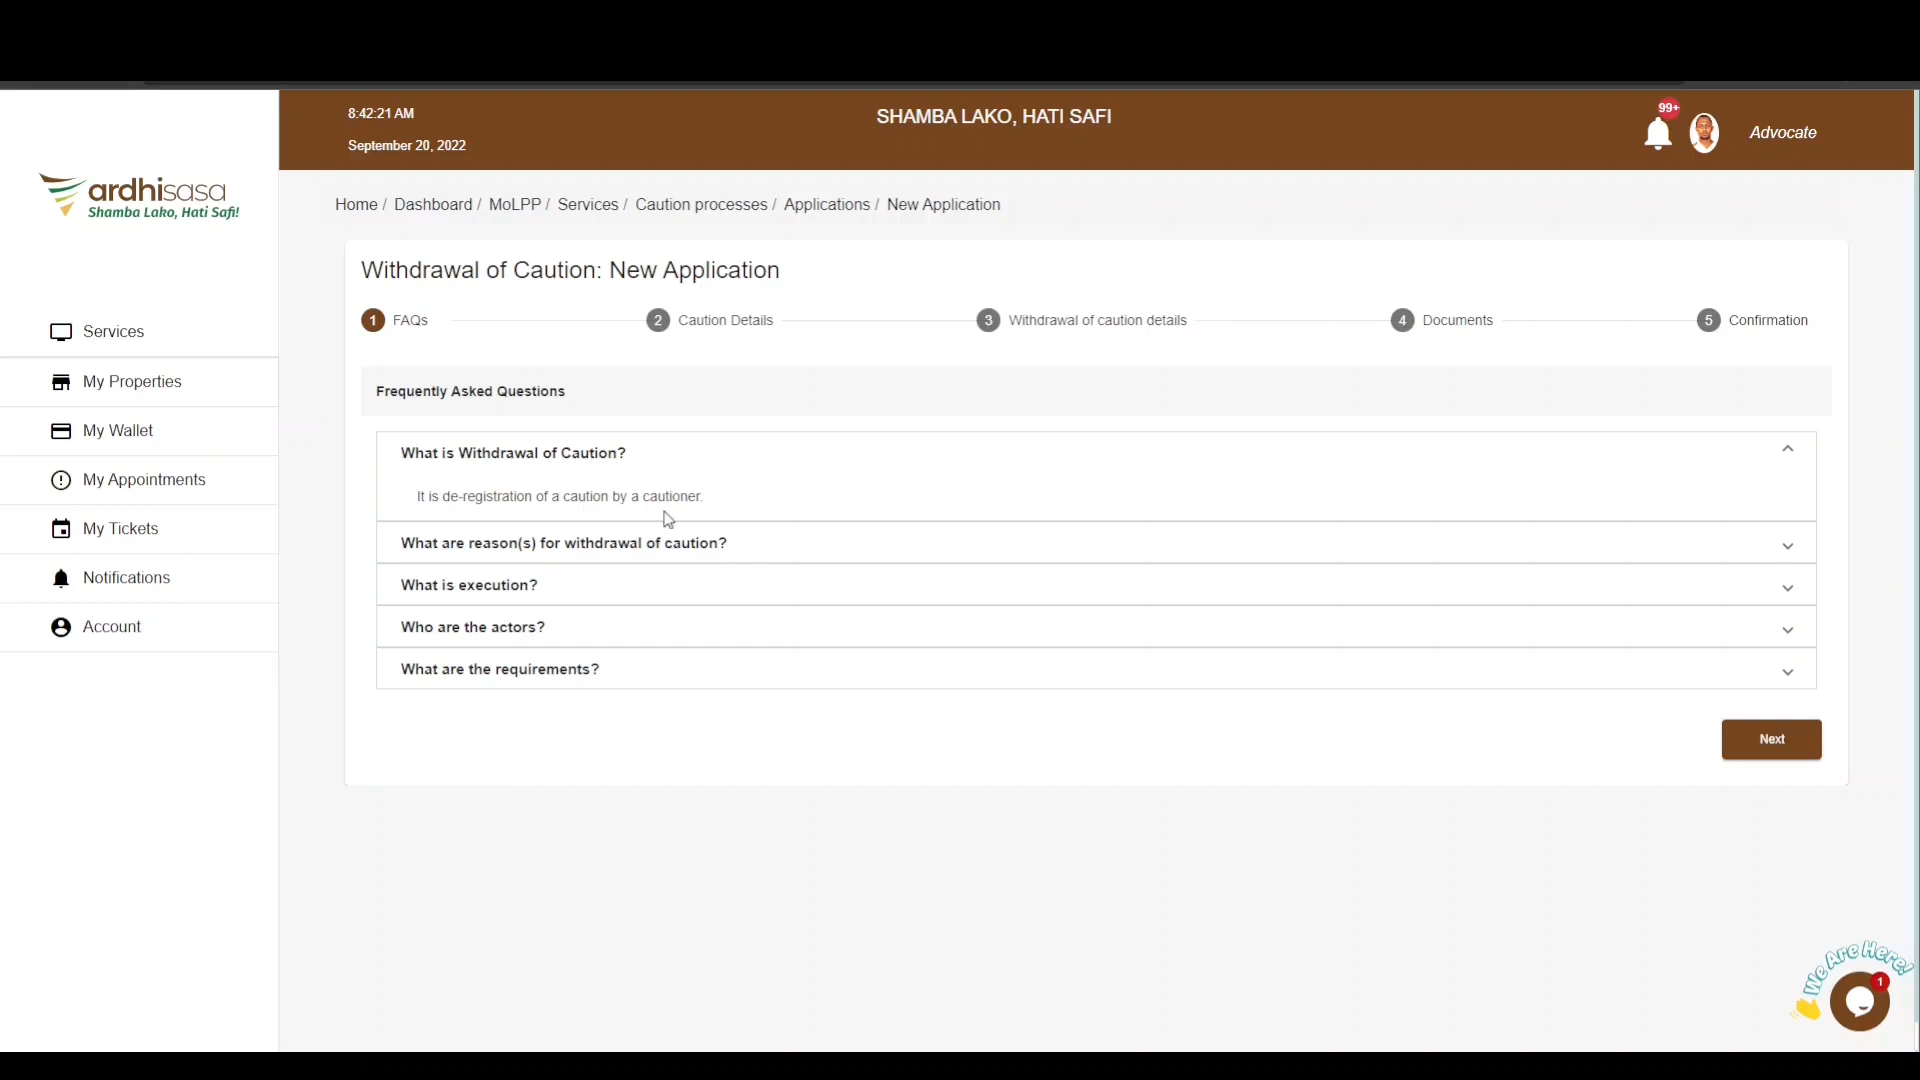 8:42:21 AM
September 20, 2022
SHAMBA LAKO, HATI SAFI
99+
Advocate
ardhisasa
Shamba Lako, Hati Safi!
Services
My Properties
My Wallet
My Appointments
My Tickets
Notifications
Account
Home / Dashboard / MoLPP / Services / Caution processes / Applications / New Application
Withdrawal of Caution: New Application
1 FAQs
2 Caution Details
3 Withdrawal of caution details
4 Documents
5 Confirmation
Frequently Asked Questions
What is Withdrawal of Caution?
It is de-registration of a caution by a cautioner.
What are reason(s) for withdrawal of caution?
What is execution?
Who are the actors?
What are the requirements?
Next
We Are Here!
1